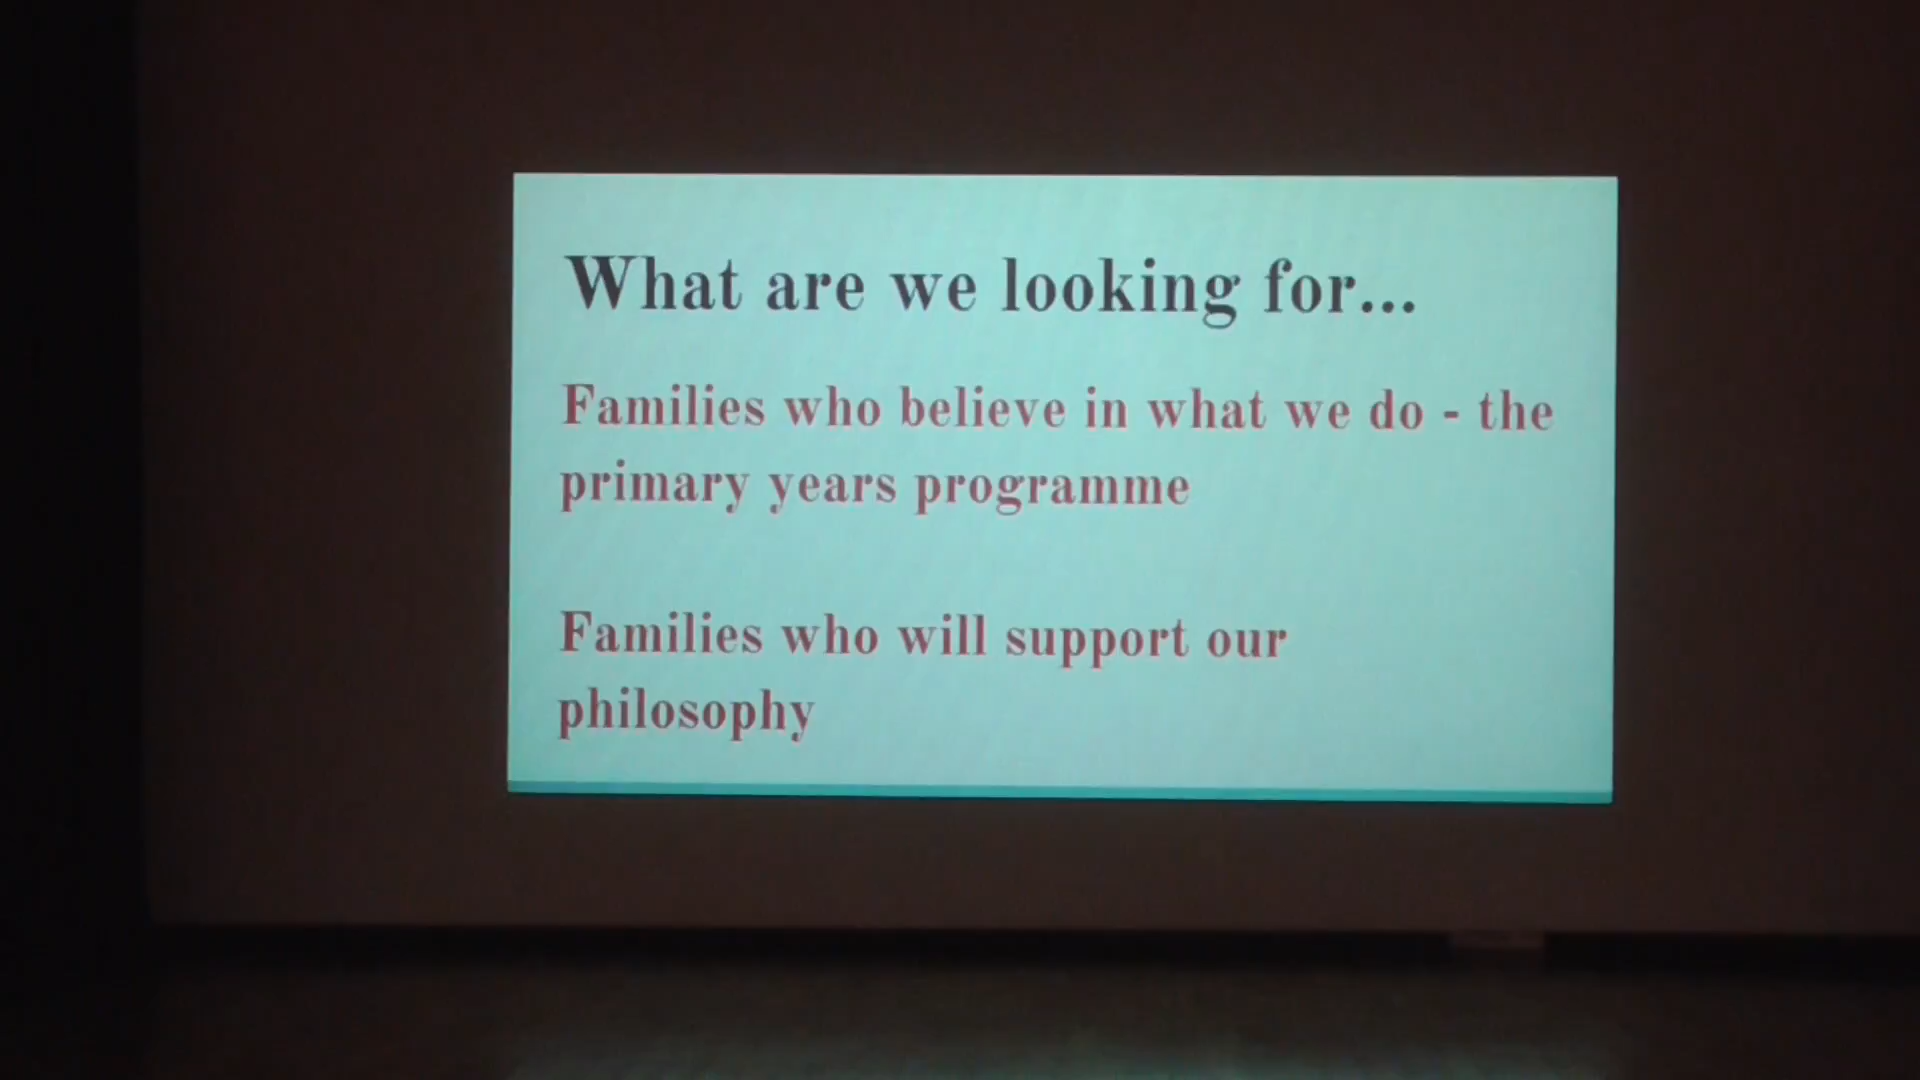 What are we looking for...
Families who believe in what we do - the
primary years programme
Families who will support our
philosophy